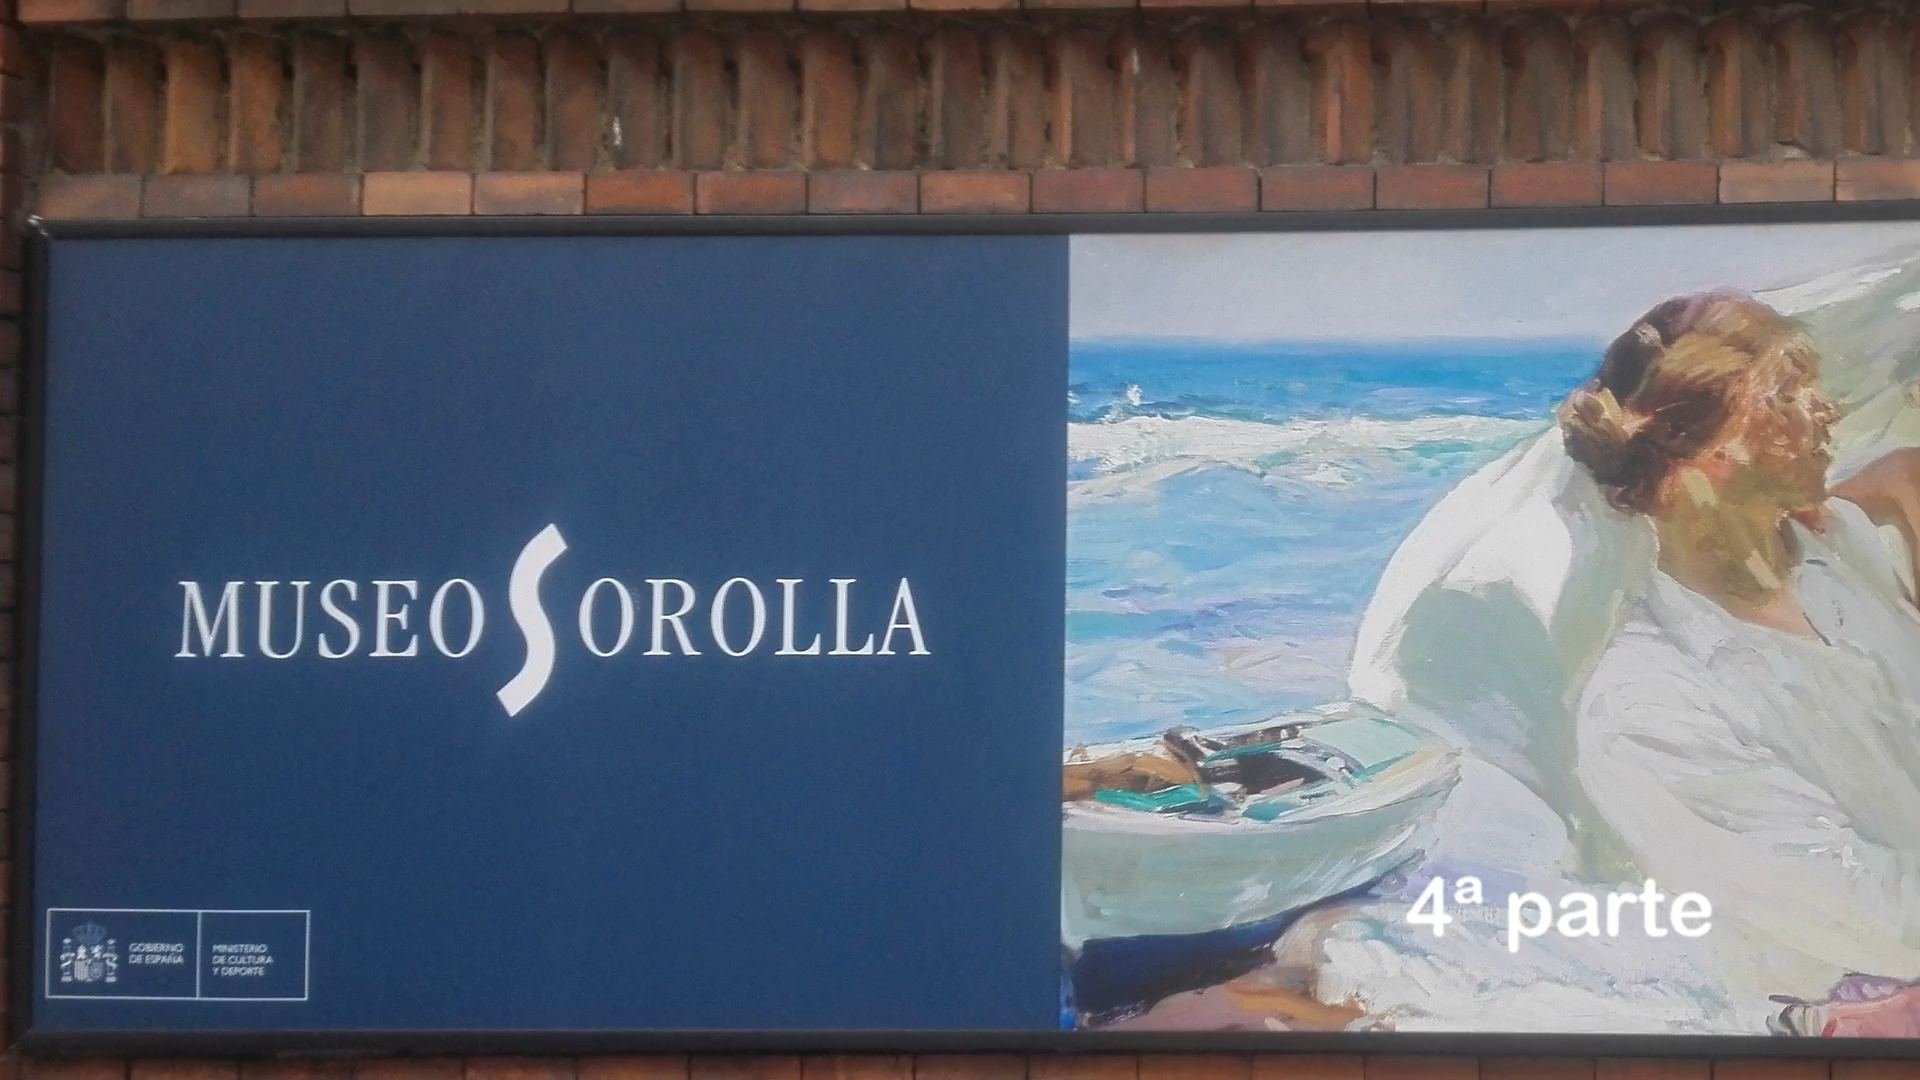 MUSEO SOROLLA
GOBIERNO
DE ESPAÑA
MINISTERIO
DE CULTURA
Y DEPORTE
4ª parte